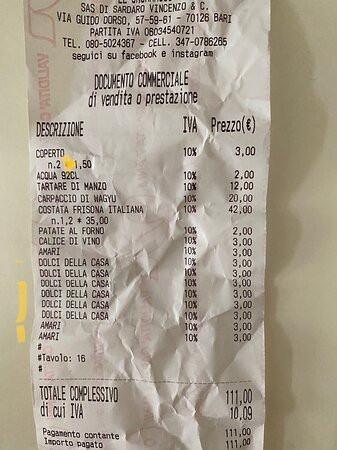 SAS DI SARDARO VINCENZO & C.
VIA GUIDO DORSO, 57-59-61 - 70126 BARI
PARTITA IVA 06034540721
TEL. 080-5024367 - CELL. 347-0786265
seguici su facebook e instagram
DOCUMENTO COMMERCIALE
di vendita o prestazione
DESCRIZIONE IVA Prezzo(€)
COPERTO 10% 3,00
n.2 1,50
ACQUA 92CL 10% 2,00
TARTARE DI MANZO 10% 12,00
CARPACCIO DI WAGYU 10% 20,00
COSTATA FRISONA ITALIANA 10% 42,00
n.1,2 * 35,00
PATATE AL FORNO 10% 2,00
CALICE DI VINO 10% 3,00
AMARI 10% 3,00
DOLCI DELLA CASA 10% 3,00
DOLCI DELLA CASA 10% 3,00
DOLCI DELLA CASA 10% 3,00
DOLCI DELLA CASA 10% 3,00
DOLCI DELLA CASA 10% 3,00
DOLCI DELLA CASA 10% 3,00
AMARI 10% 3,00
AMARI 10% 3,00
#
#Tavolo: 16
#
TOTALE COMPLESSIVO 111,00
di cui IVA 10,09
Pagamento contante 111,00
Importo pagato 111,00